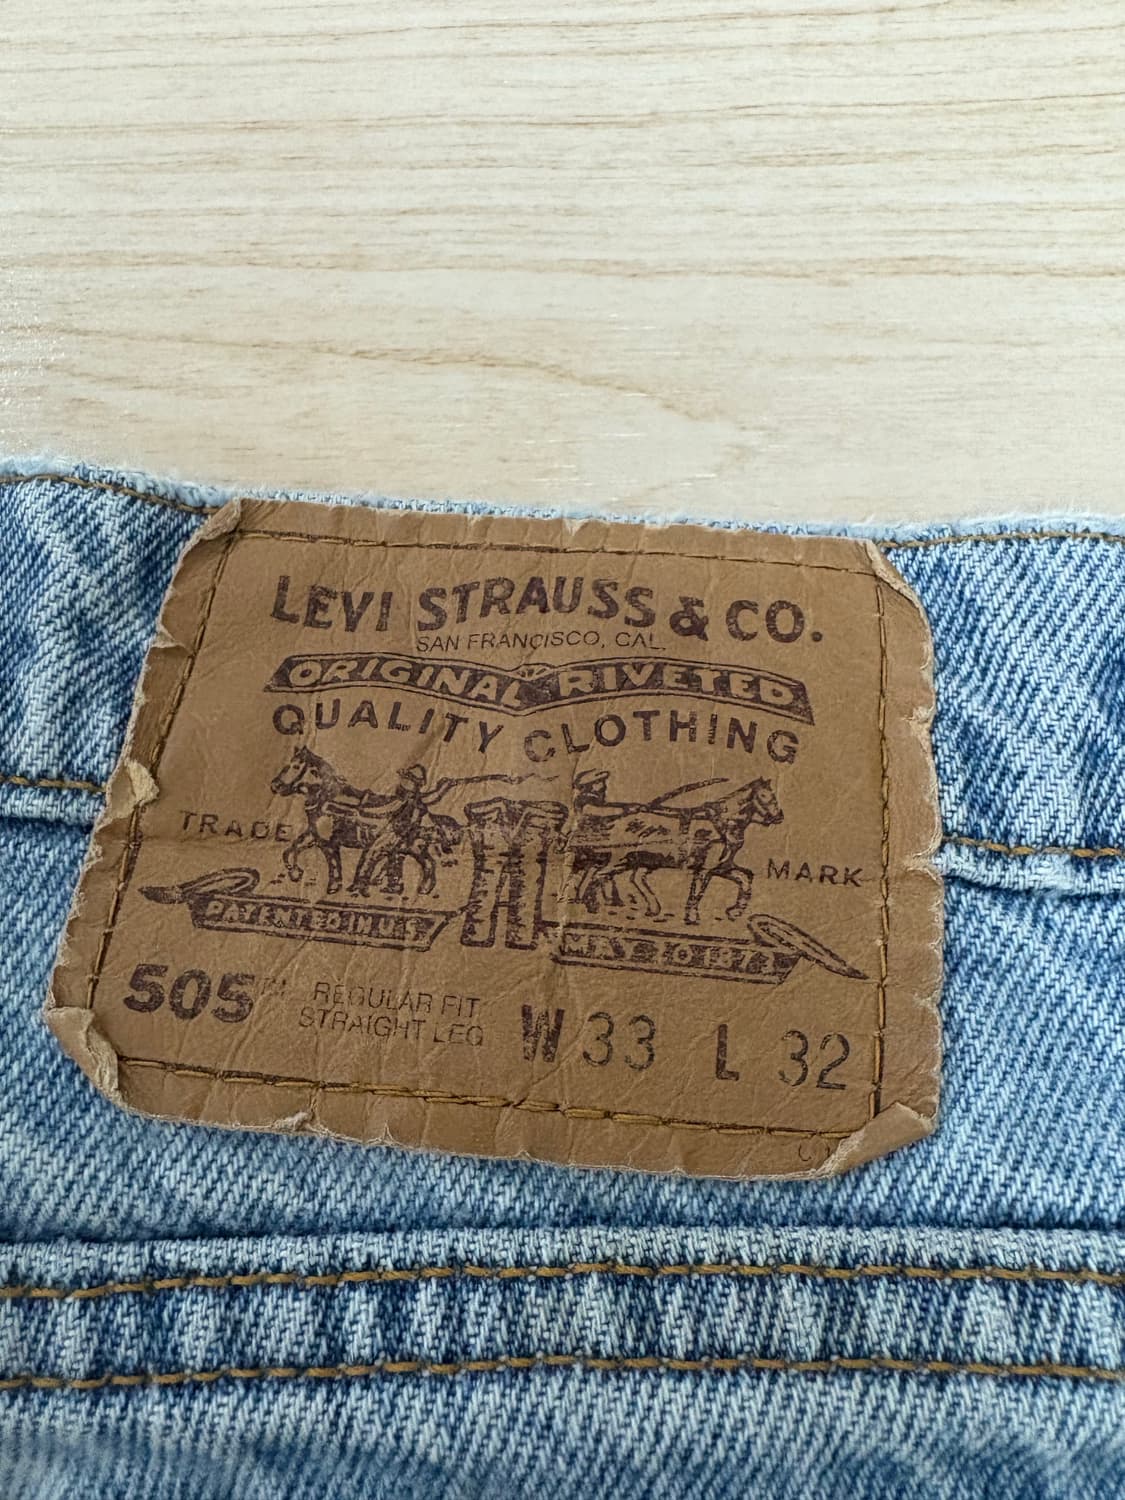 LEVI STRAUSS & CO.
SAN FRANCISCO, CAL.
ORIGINAL RIVETED
QUALITY CLOTHING
TRADE MARK
PATENTED IN U.S. MAY 20 1873
505™ REGULAR FIT
STRAIGHT LEG
W 33 L 32